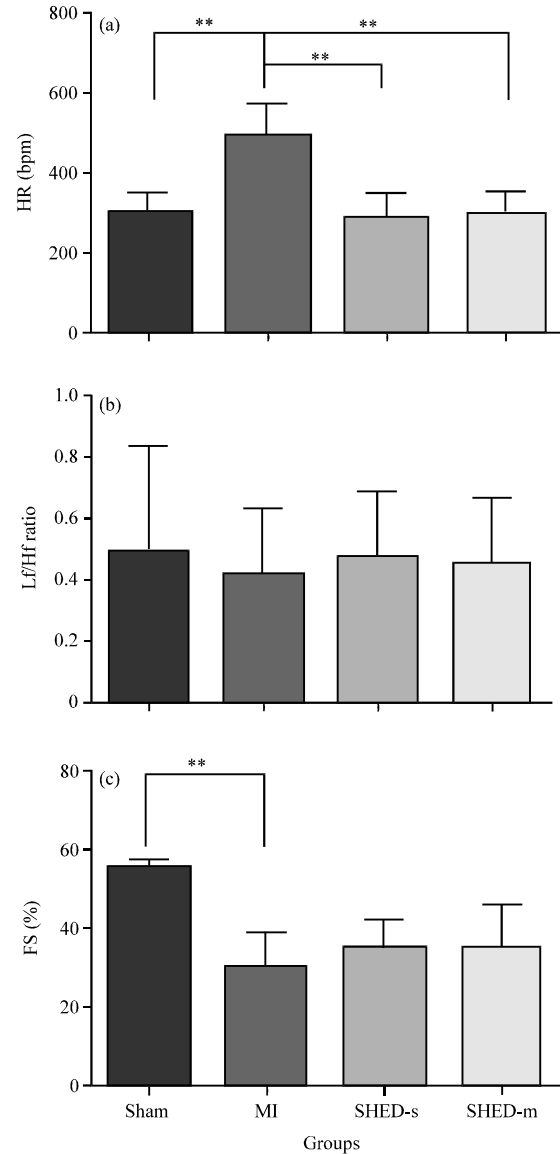 (a)
800
600
400
200
0
HR (bpm)
** **
**
(b)
1.0
0.8
0.6
0.4
0.2
0
Lf/Hf ratio
(c)
80
60
40
20
0
FS (%)
**
Sham MI SHED-s SHED-m
Groups